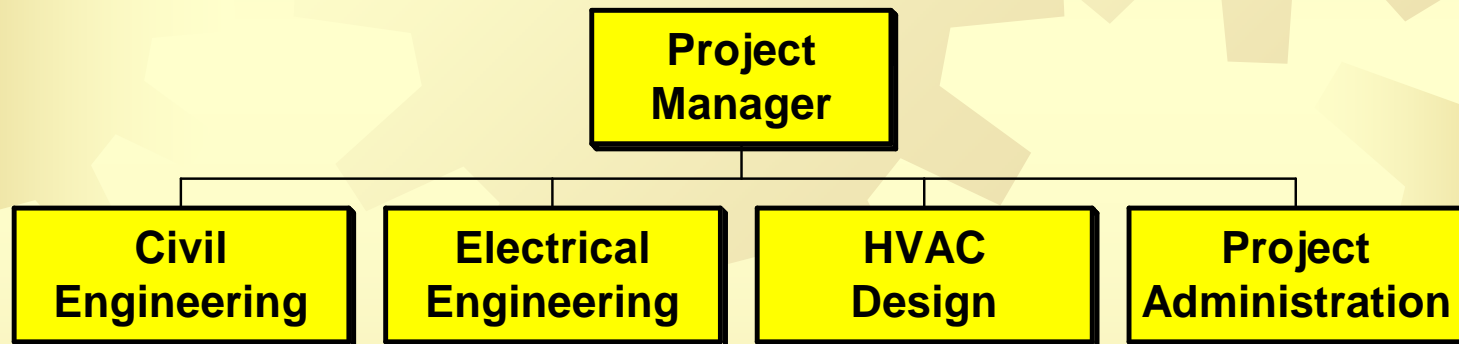 Project
Manager
Civil
Engineering
Electrical
Engineering
HVAC
Design
Project
Administration